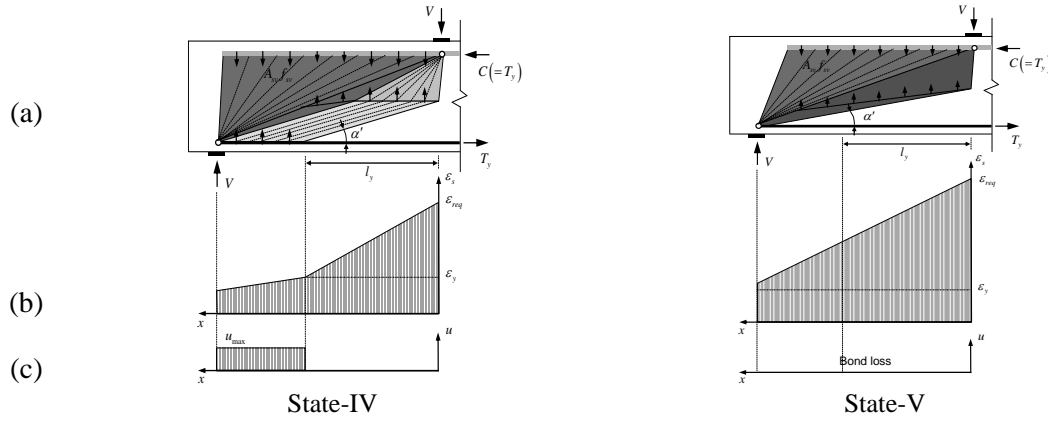 V
V
A_sv f_sv
C(=T_y)
A_sv f_sv
C(=T_y)
(a)
α'
α'
T_y
T_y
V
l_y
ε_s
V
l_y
ε_s
ε_req
ε_req
(b)
ε_y
ε_y
x
x
u
u
u_max
(c)
Bond loss
x
x
State-IV
State-V